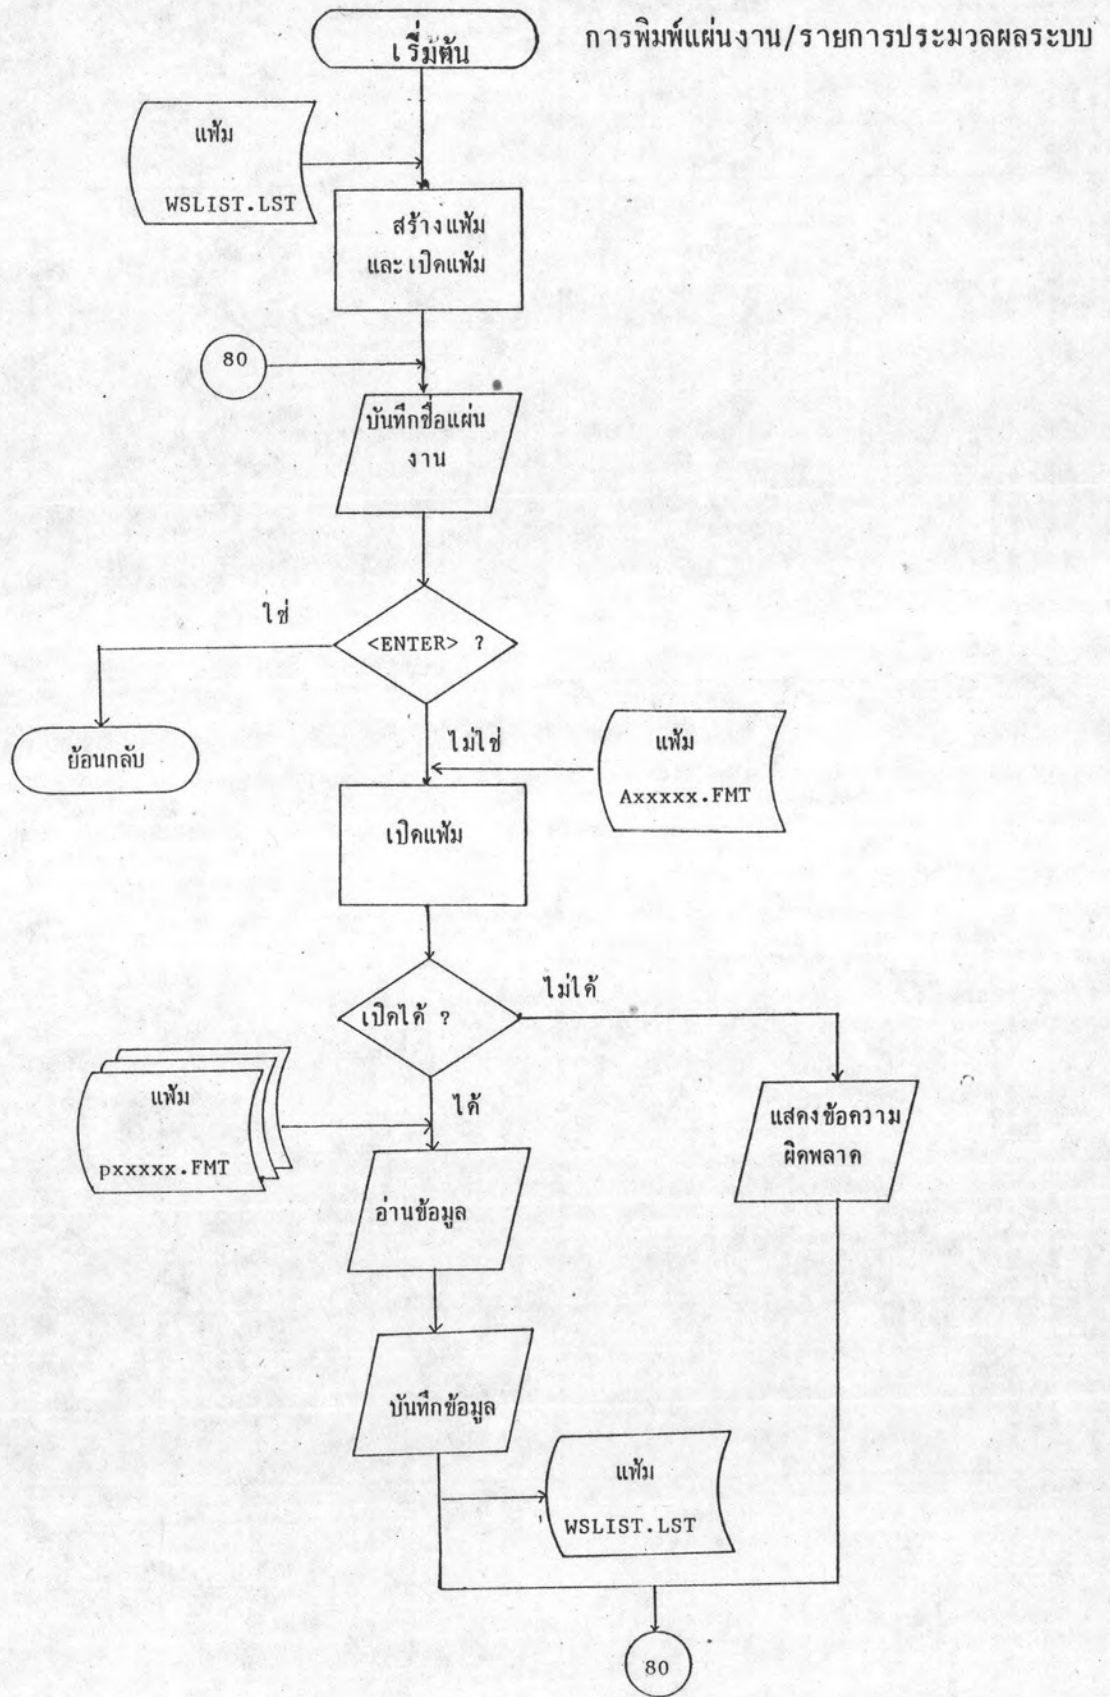 เริ่มต้น
การพิมพ์แผ่นงาน/รายการประมวลผลระบบ
แฟ้ม
WSLIST.LST
สร้างแฟ้ม
และเปิดแฟ้ม
80
บันทึกชื่อแผ่น
งาน
ใช่
<ENTER> ?
ย้อนกลับ
ไม่ใช่
แฟ้ม
Axxxxx.FMT
เปิดแฟ้ม
ไม่ได้
เปิดได้ ?
แฟ้ม
pxxxxx.FMT
ได้
แสดงข้อความ
ผิดพลาด
อ่านข้อมูล
บันทึกข้อมูล
แฟ้ม
WSLIST.LST
80